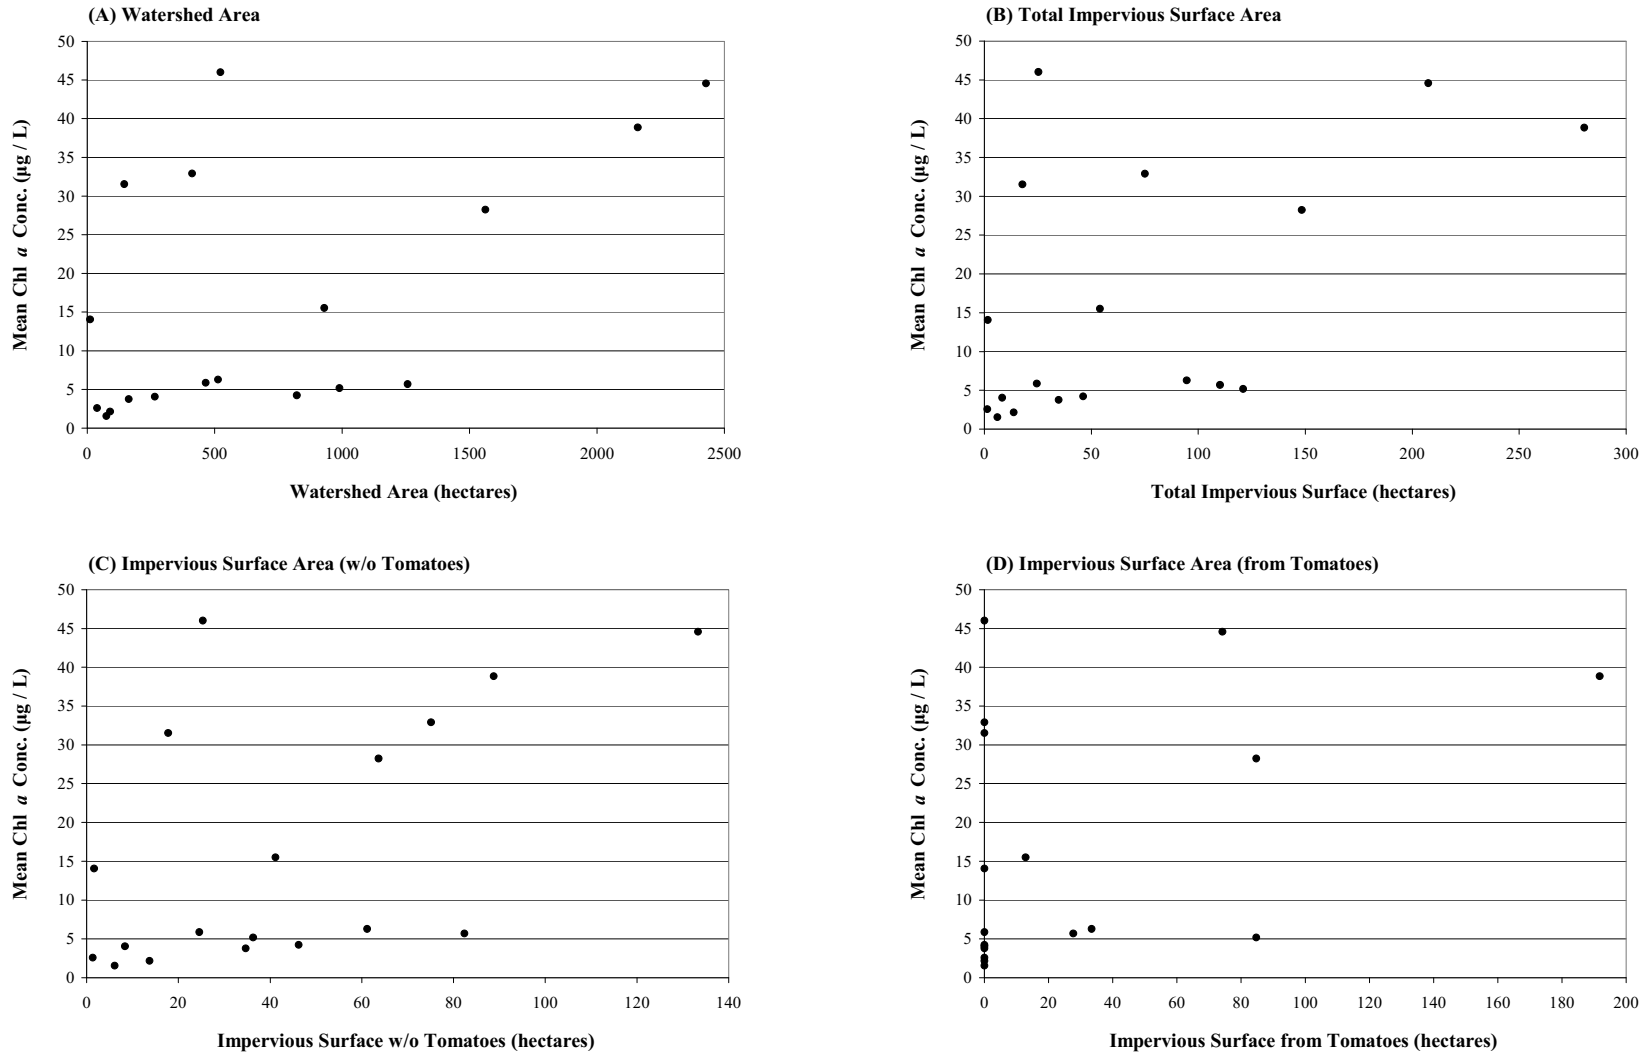 (A) Watershed Area
50
45
40
35
30
25
20
15
10
5
0
Mean Chl a Conc. (µg / L)
0 500 1000 1500 2000 2500
Watershed Area (hectares)
(B) Total Impervious Surface Area
50
45
40
35
30
25
20
15
10
5
0
Mean Chl a Conc. (µg / L)
0 50 100 150 200 250 300
Total Impervious Surface (hectares)
(C) Impervious Surface Area (w/o Tomatoes)
50
45
40
35
30
25
20
15
10
5
0
Mean Chl a Conc. (µg / L)
0 20 40 60 80 100 120 140
Impervious Surface w/o Tomatoes (hectares)
(D) Impervious Surface Area (from Tomatoes)
50
45
40
35
30
25
20
15
10
5
0
Mean Chl a Conc. (µg / L)
0 20 40 60 80 100 120 140 160 180 200
Impervious Surface from Tomatoes (hectares)